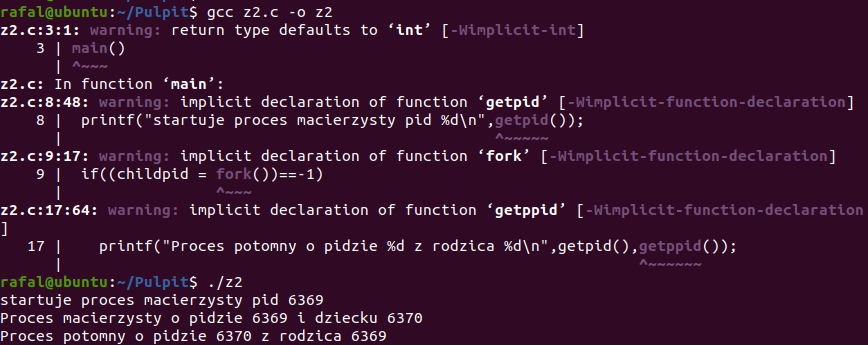 rafal@ubuntu:~/Pulpit$ gcc z2.c -o z2
z2.c:3:1: warning: return type defaults to ‘int’ [-Wimplicit-int]
    3 | main()
      | ^~~~
z2.c: In function ‘main’:
z2.c:8:48: warning: implicit declaration of function ‘getpid’ [-Wimplicit-function-declaration]
    8 |  printf("startuje proces macierzysty pid %d\n",getpid());
      |                                                ^~~~~~
z2.c:9:17: warning: implicit declaration of function ‘fork’ [-Wimplicit-function-declaration]
    9 |  if((childpid = fork())==-1)
      |                 ^~~~
z2.c:17:64: warning: implicit declaration of function ‘getppid’ [-Wimplicit-function-declaration
]
   17 |    printf("Proces potomny o pidzie %d z rodzica %d\n",getpid(),getppid());
      |                                                                ^~~~~~~
rafal@ubuntu:~/Pulpit$ ./z2
startuje proces macierzysty pid 6369
Proces macierzysty o pidzie 6369 i dziecku 6370
Proces potomny o pidzie 6370 z rodzica 6369